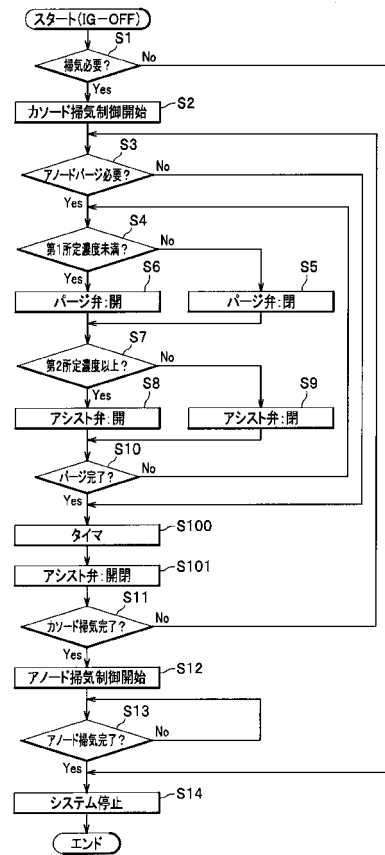 スタート(IG-OFF)
S1
掃気必要?
No
Yes
S2
カソード掃気制御開始
S3
アノードパージ必要?
No
Yes
S4
第1所定濃度未満?
No
Yes
S6
パージ弁:開
S5
パージ弁:閉
S7
第2所定濃度以上?
No
Yes
S8
アシスト弁:開
S9
アシスト弁:閉
S10
パージ完了?
No
Yes
S100
タイマ
S101
アシスト弁:開閉
S11
カソード掃気完了?
No
Yes
S12
アノード掃気制御開始
S13
アノード掃気完了?
No
Yes
S14
システム停止
エンド